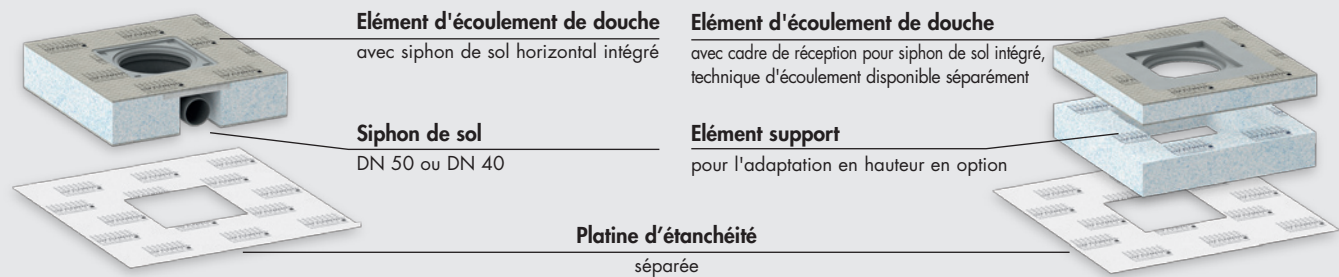 Elément d'écoulement de douche
avec siphon de sol horizontal intégré
Siphon de sol
DN 50 ou DN 40
Elément d'écoulement de douche
avec cadre de réception pour siphon de sol intégré,
technique d'écoulement disponible séparément
Elément support
pour l'adaptation en hauteur en option
Platine d’étanchéité
séparée